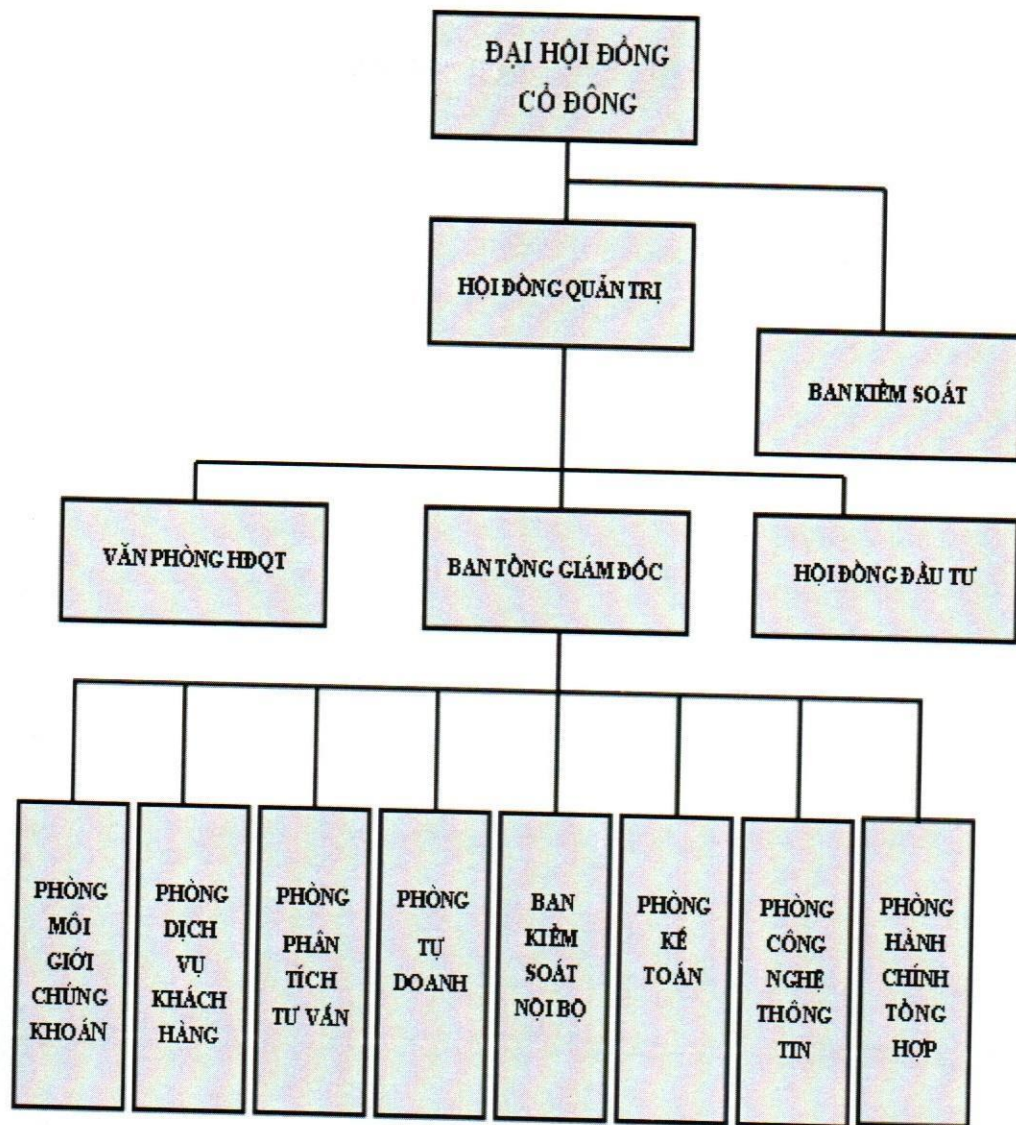 ĐẠI HỘI ĐỒNG
CỔ ĐÔNG
HỘI ĐỒNG QUẢN TRỊ
BAN KIỂM SOÁT
VĂN PHÒNG HĐQT
BAN TỔNG GIÁM ĐỐC
HỘI ĐỒNG ĐẦU TƯ
PHÒNG
MÔI
GIỚI
CHỨNG
KHOÁN
PHÒNG
DỊCH
VỤ
KHÁCH
HÀNG
PHÒNG
PHÂN
TÍCH
TƯ VẤN
PHÒNG
TỰ
DOANH
BAN
KIỂM
SOÁT
NỘI BỘ
PHÒNG
KẾ
TOÁN
PHÒNG
CÔNG
NGHỆ
THÔNG
TIN
PHÒNG
HÀNH
CHÍNH
TỔNG
HỢP